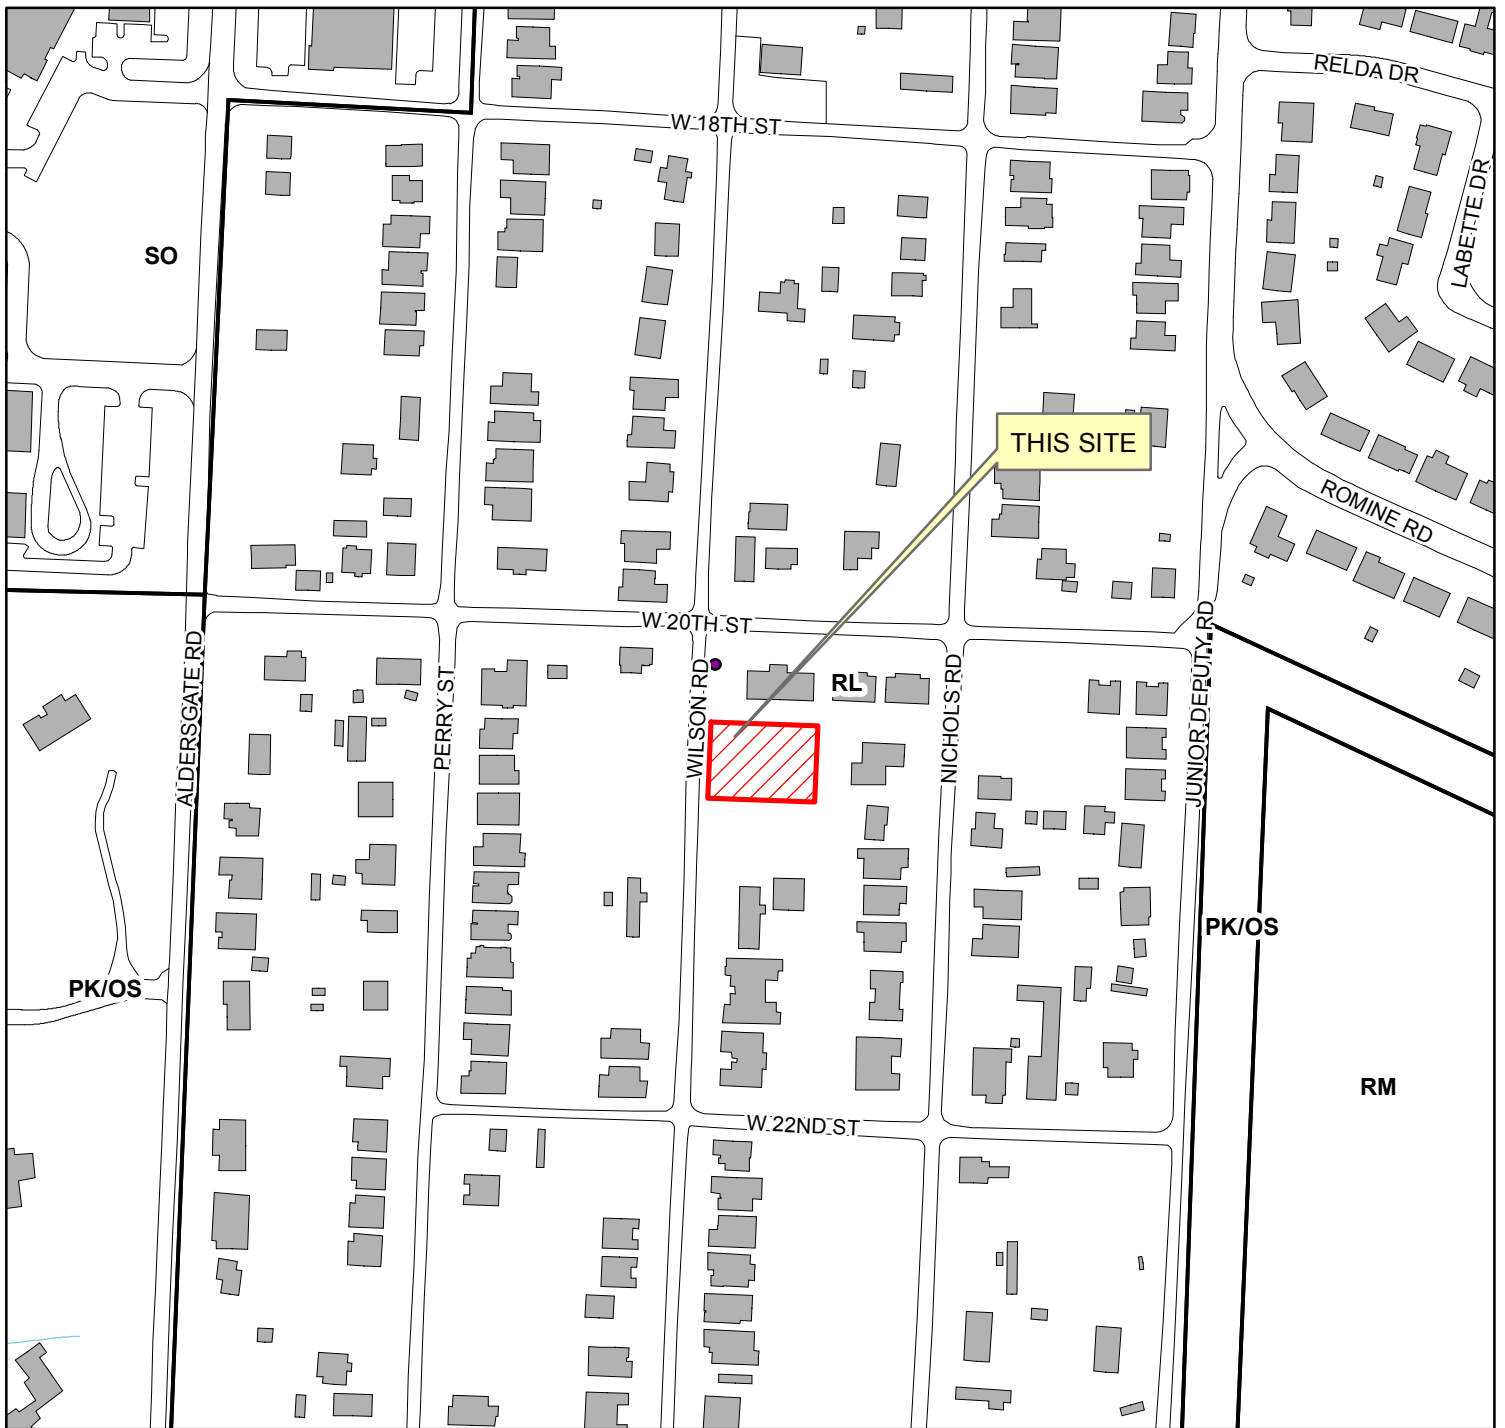 RELDA DR
W 18TH ST
LABETTE DR
SO
THIS SITE
ROMINE RD
W 20TH ST
ALDERSGATE RD
PERRY ST
WILSON RD
RL
NICHOLS RD
JUNIOR DEPUTY RD
PK/OS
PK/OS
RM
W 22ND ST